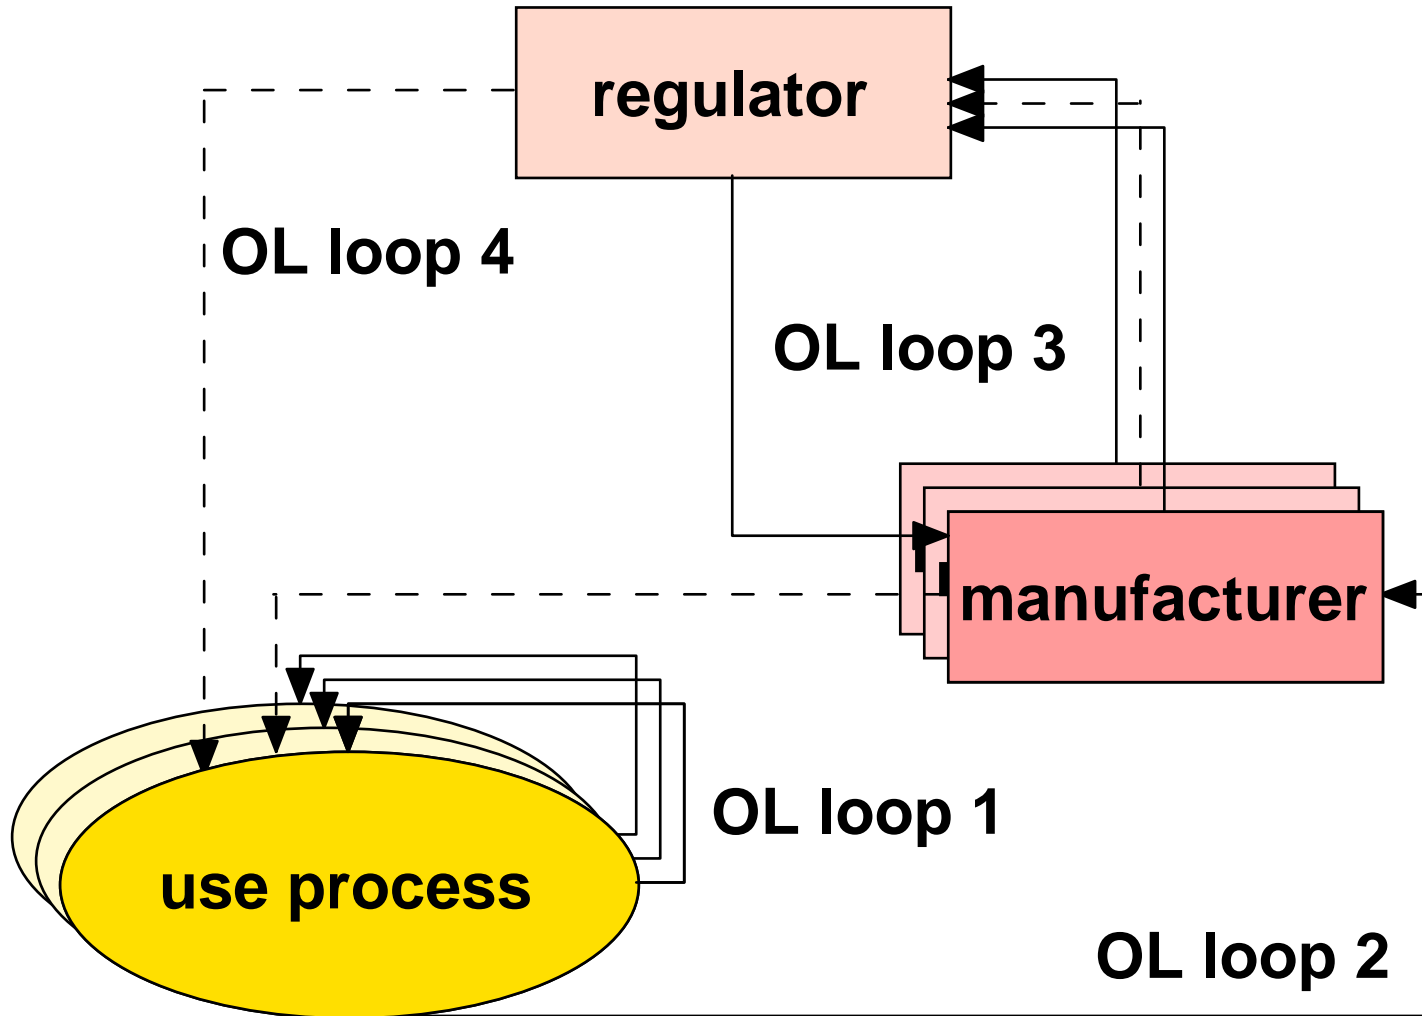 regulator
OL loop 4
OL loop 3
manufacturer
OL loop 1
use process
OL loop 2